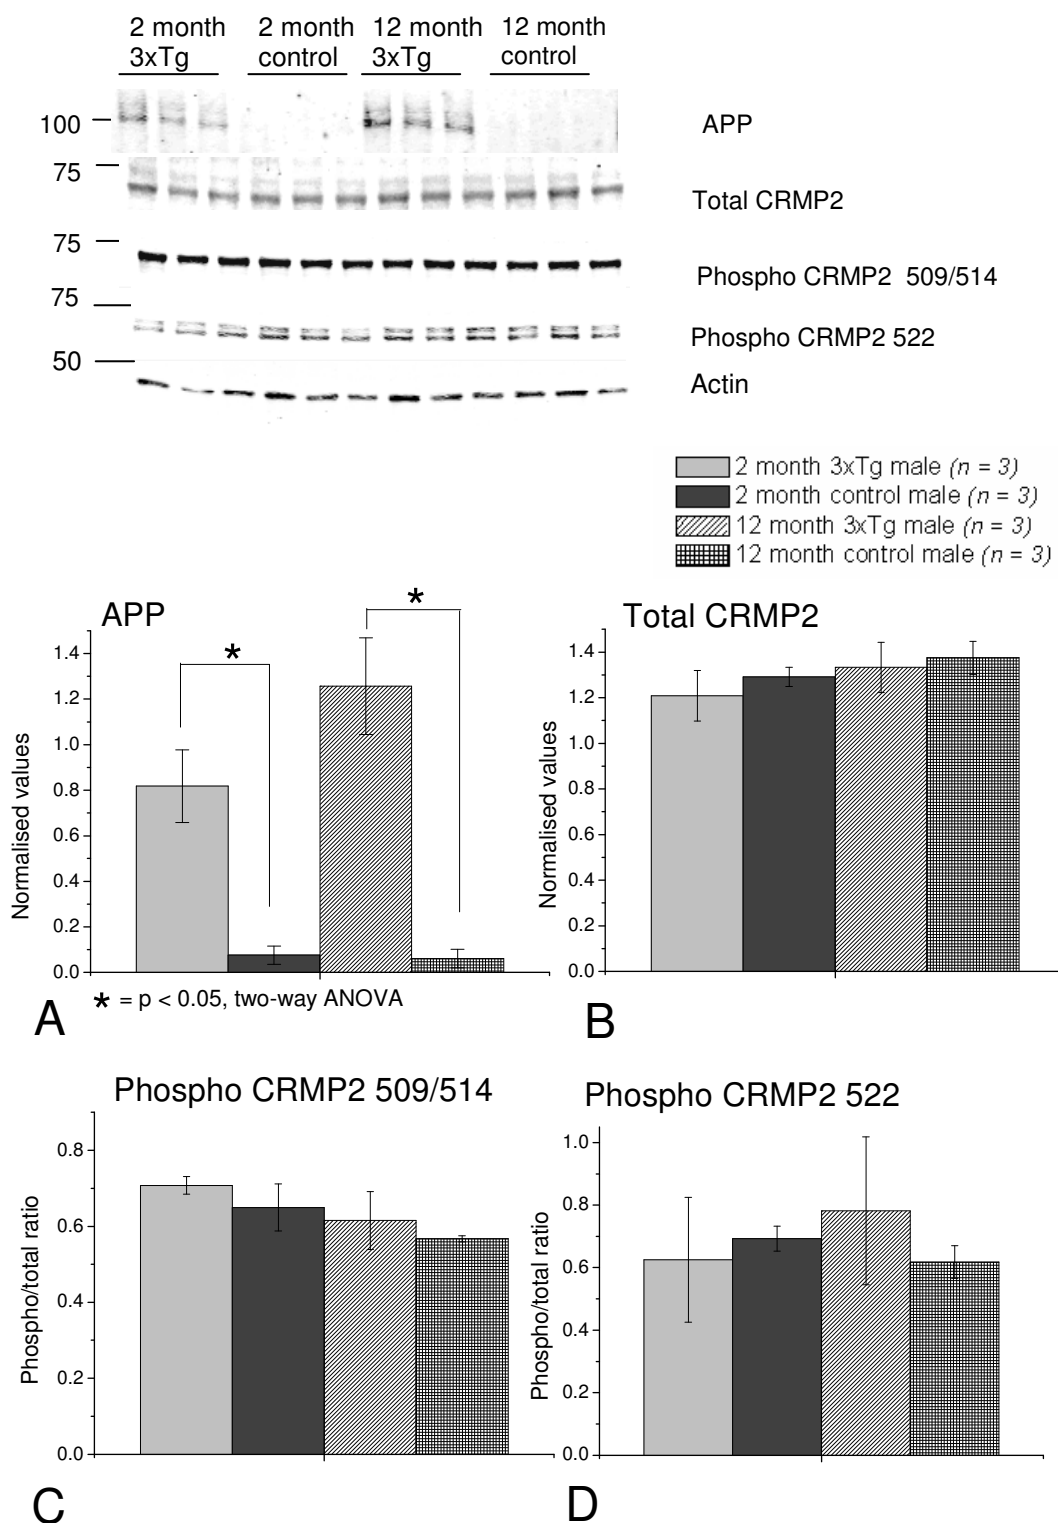 2 month 2 month 12 month 12 month
3xTg control 3xTg control
100 APP
75
Total CRMP2
75
Phospho CRMP2 509/514
75
Phospho CRMP2 522
50
Actin
2 month 3xTg male (n = 3)
2 month control male (n = 3)
12 month 3xTg male (n = 3)
12 month control male (n = 3)
APP
* *
Normalised values
1.4
1.2
1.0
0.8
0.6
0.4
0.2
0.0
* = p < 0.05, two-way ANOVA
A
Total CRMP2
Normalised values
1.4
1.2
1.0
0.8
0.6
0.4
0.2
0.0
B
Phospho CRMP2 509/514
Phospho/total ratio
0.8
0.6
0.4
0.2
0.0
C
Phospho CRMP2 522
Phospho/total ratio
1.0
0.8
0.6
0.4
0.2
0.0
D